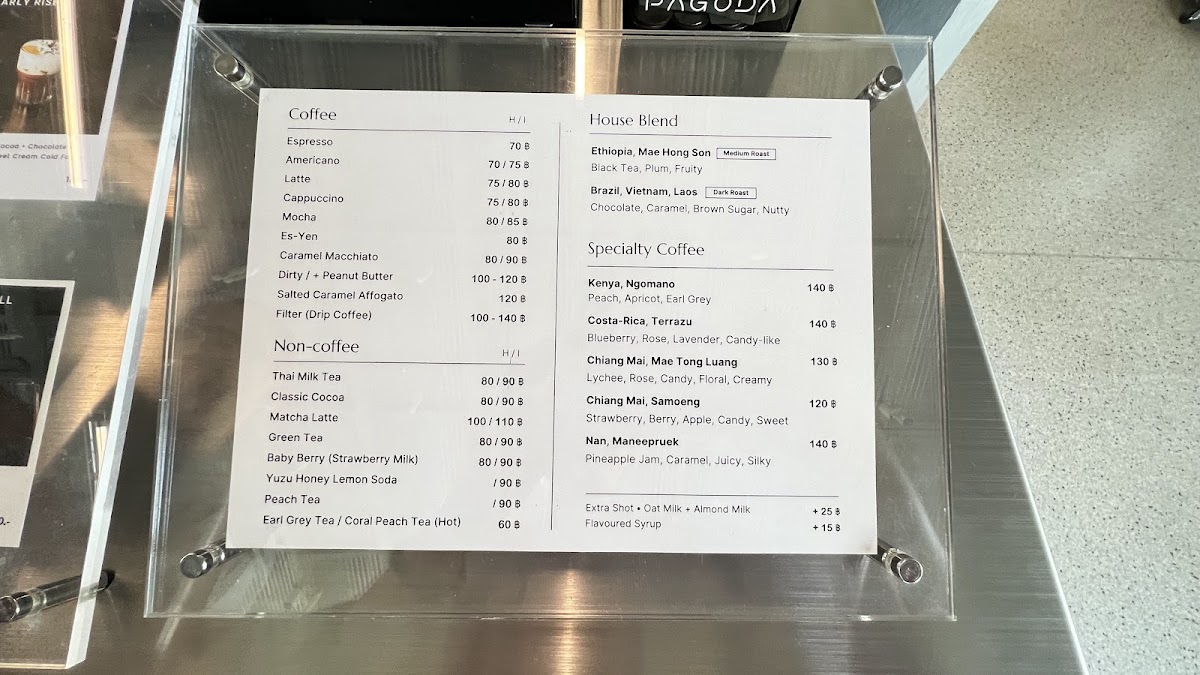 PAGODA
ARLY RISE
Chocolate
Sweet Cream Cold
Coffee H / I
Espresso 70 ฿
Americano 70 / 75 ฿
Latte 75 / 80 ฿
Cappuccino 75 / 80 ฿
Mocha 80 / 85 ฿
Es-Yen 80 ฿
Caramel Macchiato 80 / 90 ฿
Dirty / + Peanut Butter 100 - 120 ฿
Salted Caramel Affogato 120 ฿
Filter (Drip Coffee) 100 - 140 ฿
Non-coffee H / I
Thai Milk Tea 80 / 90 ฿
Classic Cocoa 80 / 90 ฿
Matcha Latte 100 / 110 ฿
Green Tea 80 / 90 ฿
Baby Berry (Strawberry Milk) 80 / 90 ฿
Yuzu Honey Lemon Soda / 90 ฿
Peach Tea / 90 ฿
Earl Grey Tea / Coral Peach Tea (Hot) 60 ฿
House Blend
Ethiopia, Mae Hong Son Medium Roast
Black Tea, Plum, Fruity
Brazil, Vietnam, Laos Dark Roast
Chocolate, Caramel, Brown Sugar, Nutty
Specialty Coffee
Kenya, Ngomano 140 ฿
Peach, Apricot, Earl Grey
Costa-Rica, Terrazu 140 ฿
Blueberry, Rose, Lavender, Candy-like
Chiang Mai, Mae Tong Luang 130 ฿
Lychee, Rose, Candy, Floral, Creamy
Chiang Mai, Samoeng 120 ฿
Strawberry, Berry, Apple, Candy, Sweet
Nan, Maneepruek 140 ฿
Pineapple Jam, Caramel, Juicy, Silky
Extra Shot • Oat Milk + Almond Milk + 25 ฿
Flavoured Syrup + 15 ฿